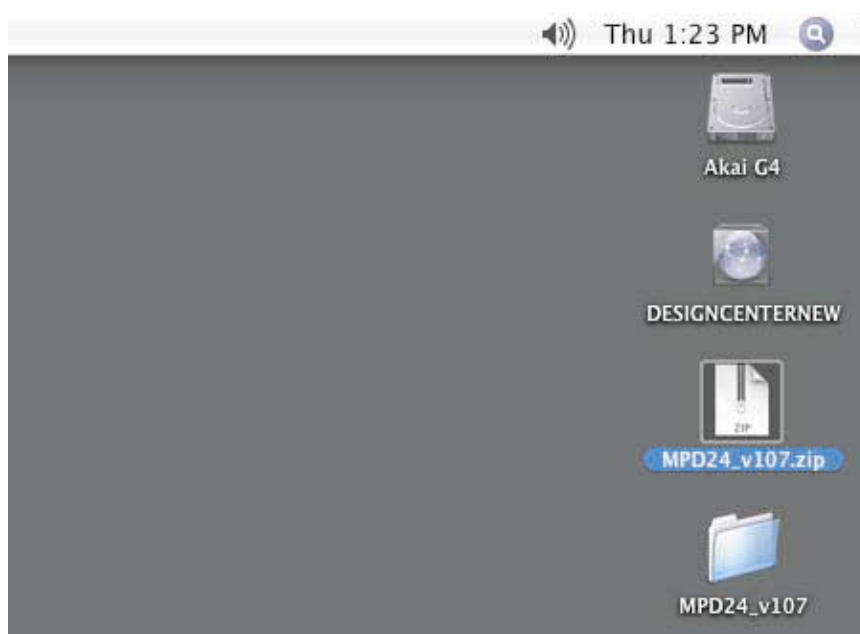 Thu 1:23 PM
Akai G4
DESIGNCENTERNEW
ZIP
MPD24_v107.zip
MPD24_v107